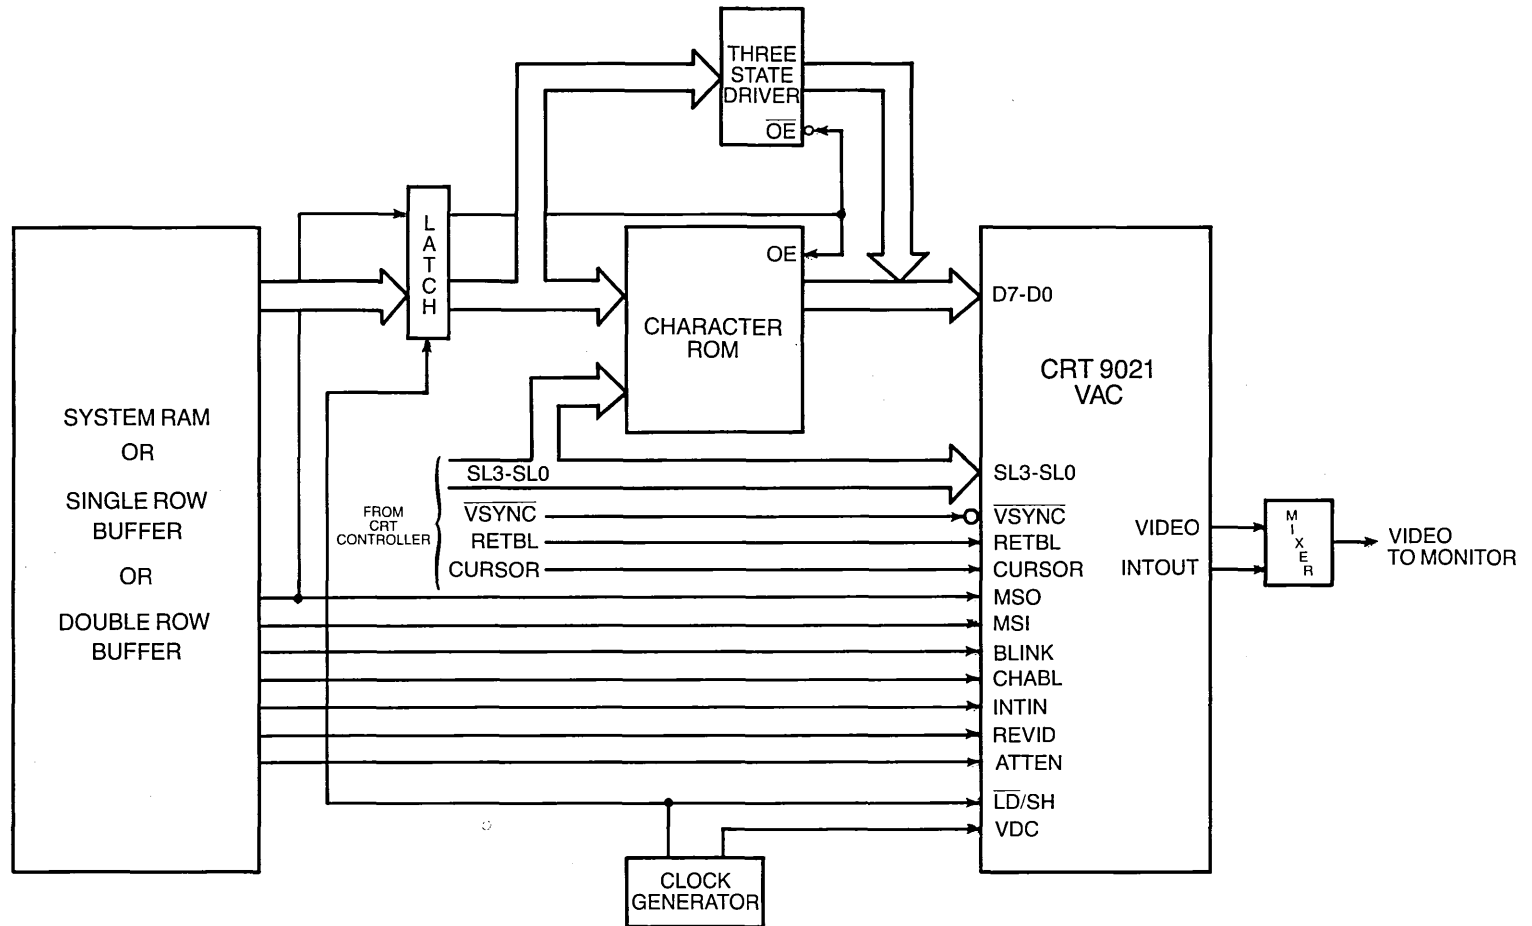 THREE
STATE
DRIVER
OE
LATCH
OE
CHARACTER
ROM
D7-D0
CRT 9021
VAC
SYSTEM RAM
OR
SINGLE ROW
BUFFER
OR
DOUBLE ROW
BUFFER
FROM
CRT
CONTROLLER
SL3-SL0
VSYNC
RETBL
CURSOR
SL3-SL0
VSYNC
RETBL
CURSOR
MSO
MSI
BLINK
CHABL
INTIN
REVID
ATTEN
LD/SH
VDC
VIDEO
INTOUT
MIXER
VIDEO
TO MONITOR
CLOCK
GENERATOR